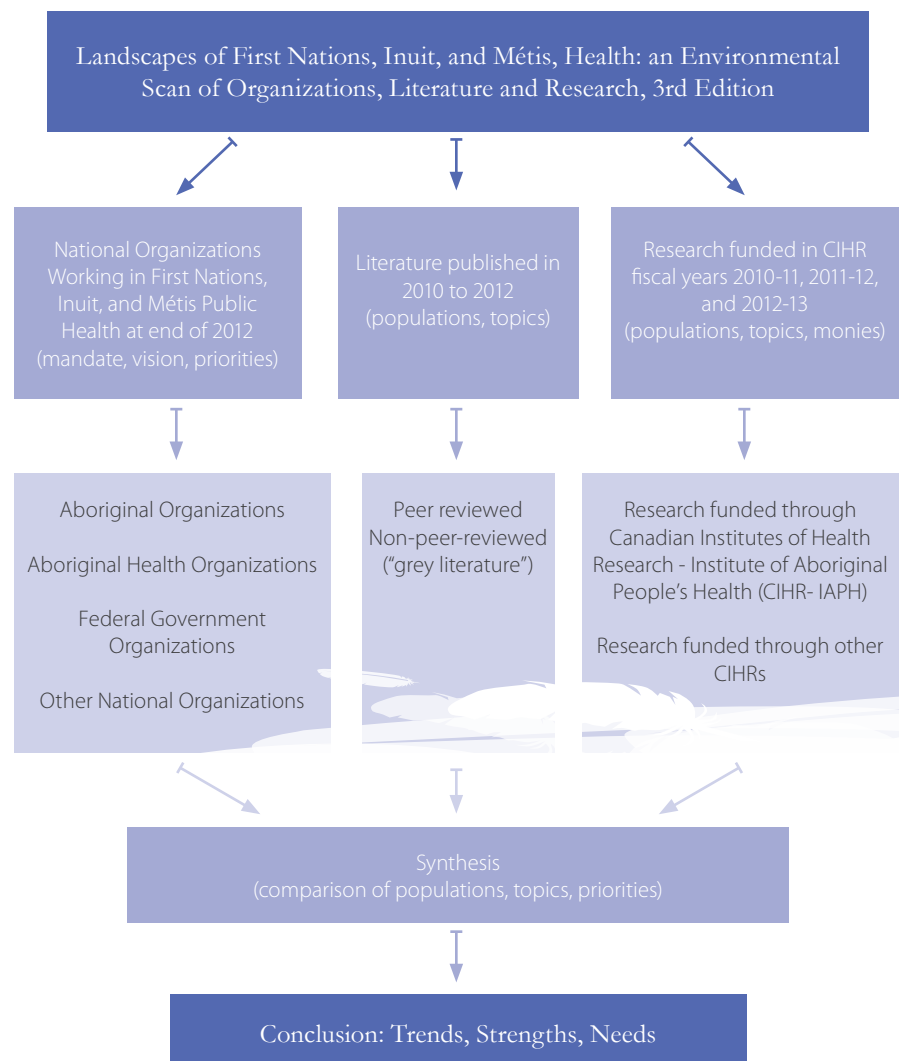 Landscapes of First Nations, Inuit, and Métis, Health: an Environmental
Scan of Organizations, Literature and Research, 3rd Edition
National Organizations
Working in First Nations,
Inuit, and Métis Public
Health at end of 2012
(mandate, vision, priorities)
Literature published in
2010 to 2012
(populations, topics)
Research funded in CIHR
fiscal years 2010-11, 2011-12,
and 2012-13
(populations, topics, monies)
Aboriginal Organizations
Aboriginal Health Organizations
Federal Government
Organizations
Other National Organizations
Peer reviewed
Non-peer-reviewed
(“grey literature”)
Research funded through
Canadian Institutes of Health
Research - Institute of Aboriginal
People’s Health (CIHR- IAPH)
Research funded through other
CIHRs
Synthesis
(comparison of populations, topics, priorities)
Conclusion: Trends, Strengths, Needs